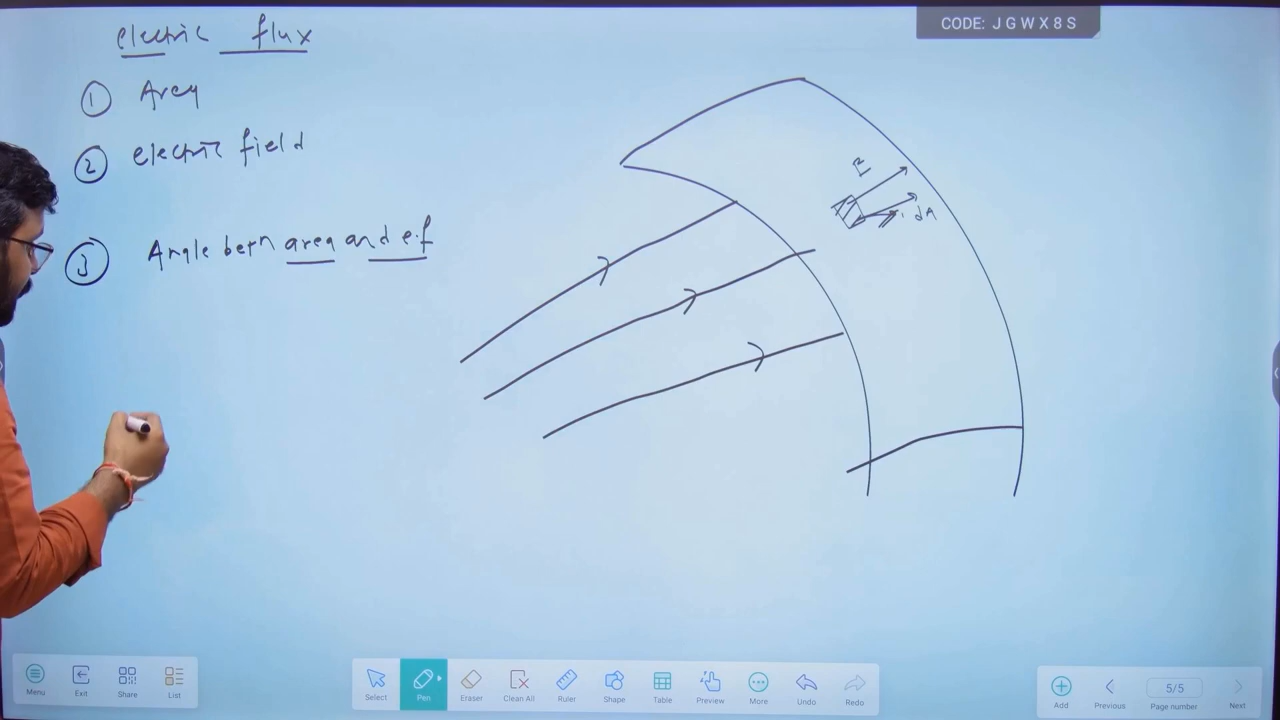 electric flux
CODE: J G W X 8 S
① Area
② electric field
③ Angle betn area and e.f
E
dA
Menu
Exit
Share
List
Select
Pen
Eraser
Clean All
Ruler
Shape
Table
Preview
More
Undo
Redo
Add
Previous
5/5
Page number
Next